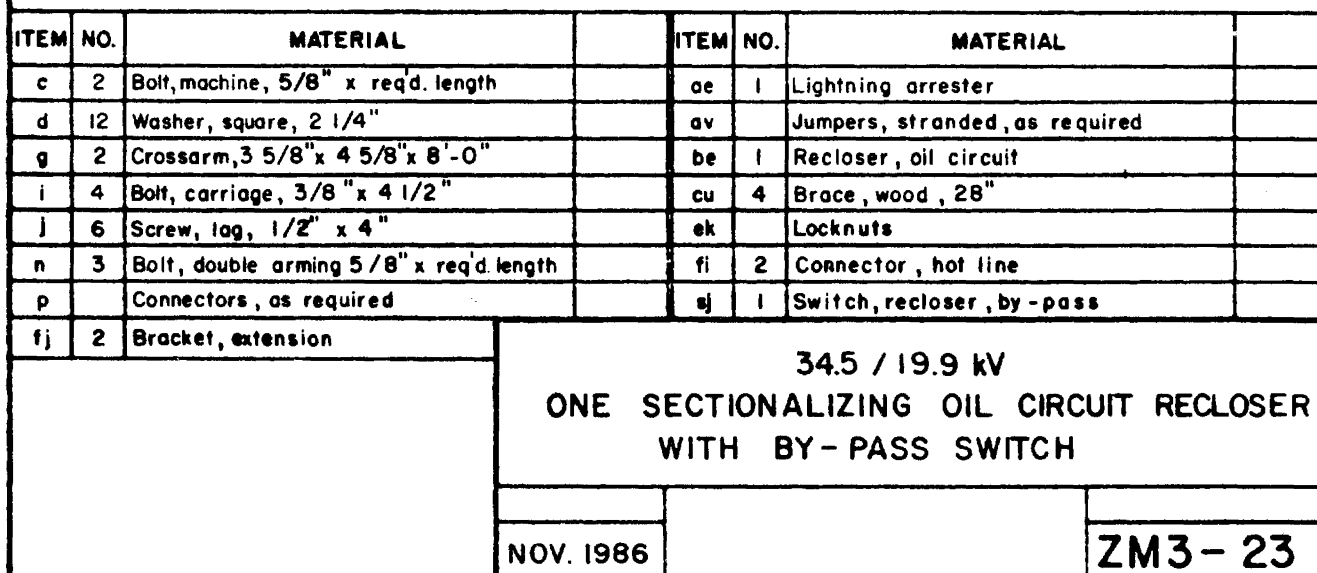 ITEM NO. MATERIAL ITEM NO. MATERIAL
c 2 Bolt, machine, 5/8" x req'd. length ae 1 Lightning arrester
d 12 Washer, square, 2 1/4" av Jumpers, stranded, as required
g 2 Crossarm, 3 5/8" x 4 5/8" x 8'-0" be 1 Recloser, oil circuit
i 4 Bolt, carriage, 3/8" x 4 1/2" cu 4 Brace, wood, 28"
j 6 Screw, lag, 1/2" x 4" ek Locknuts
n 3 Bolt, double arming 5/8" x req'd. length fi 2 Connector, hot line
p Connectors, as required sj 1 Switch, recloser, by-pass
fj 2 Bracket, extension
34.5 / 19.9 kV
ONE SECTIONALIZING OIL CIRCUIT RECLOSER
WITH BY-PASS SWITCH
NOV. 1986 ZM3-23